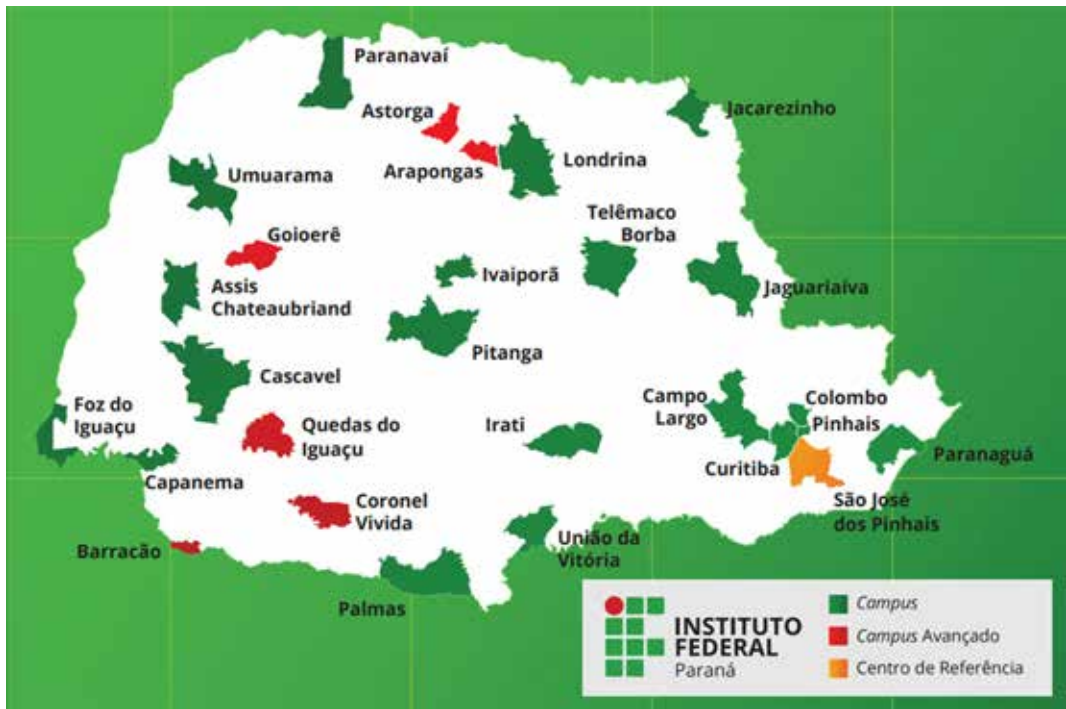 Paranavaí
Astorga
Jacarezinho
Arapongas
Londrina
Umuarama
Telêmaco
Borba
Goioerê
Ivaiporã
Assis
Chateaubriand
Jaguariaíva
Pitanga
Cascavel
Campo
Largo
Colombo
Pinhais
Foz do
Iguaçu
Quedas do
Iguaçu
Irati
Curitiba
Paranaguá
Capanema
São José
dos Pinhais
Coronel
Vivida
Barracão
União da
Vitória
Palmas
INSTITUTO
FEDERAL
Paraná
Campus
Campus Avançado
Centro de Referência